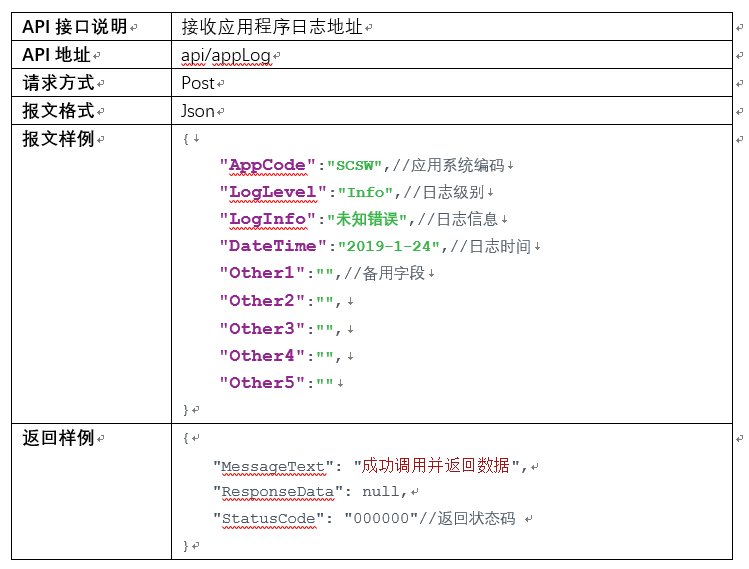 API 接口说明 接收应用程序日志地址
API 地址 api/appLog
请求方式 Post
报文格式 Json
报文样例 {
"AppCode":"SCSW",//应用系统编码
"LogLevel":"Info",//日志级别
"LogInfo":"未知错误",//日志信息
"DateTime":"2019-1-24",//日志时间
"Other1":"",//备用字段
"Other2":"",
"Other3":"",
"Other4":"",
"Other5":""
}
返回样例 {
"MessageText": "成功调用并返回数据",
"ResponseData": null,
"StatusCode": "000000"//返回状态码
}